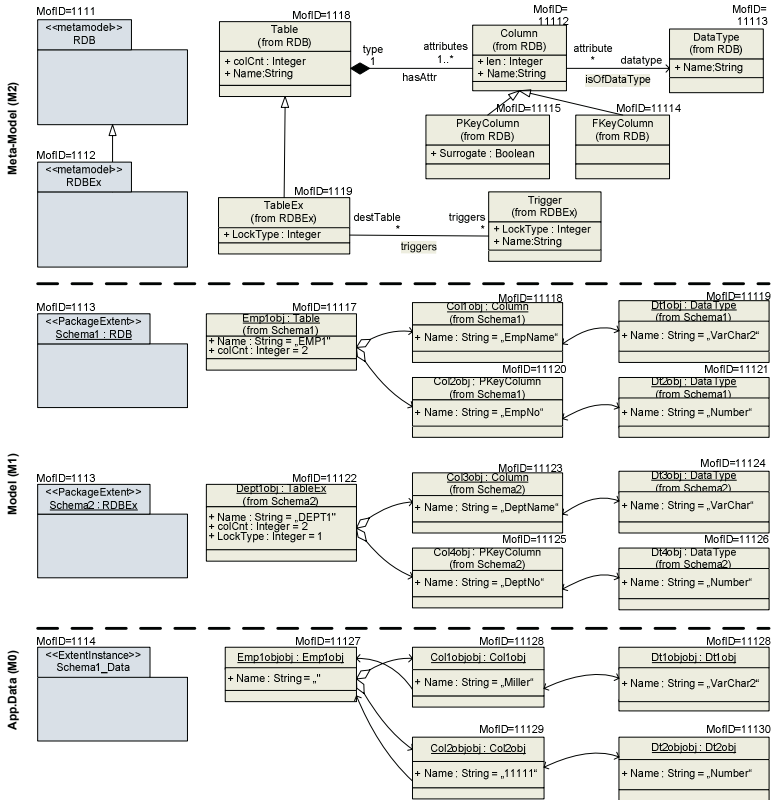 Meta-Model (M2)
MofID=1111
<<metamodel>>
RDB
MofID=1112
<<metamodel>>
RDBEx
MofID=1118
Table
(from RDB)
+ colCnt : Integer
+ Name:String
type
1
attributes
1..*
hasAttr
MofID=
11112
Column
(from RDB)
+ len : Integer
+ Name:String
attribute
*
datatype
isOfDataType
MofID=
11113
DataType
(from RDB)
+ Name:String
MofID=11115
PKeyColumn
(from RDB)
+ Surrogate : Boolean
MofID=11114
FKeyColumn
(from RDB)
MofID=1119
TableEx
(from RDBEx)
+ LockType : Integer
destTable
*
triggers
*
triggers
Trigger
(from RDBEx)
+ LockType : Integer
+ Name:String
Model (M1)
MofID=1113
<<PackageExtent>>
Schema1 : RDB
MofID=11117
Emp1obj : Table
(from Schema1)
+ Name : String = „EMP1“
+ colCnt : Integer = 2
MofID=11118
Col1obj : Column
(from Schema1)
+ Name : String = „EmpName“
MofID=11119
Dt1obj : DataType
(from Schema1)
+ Name : String = „VarChar2“
MofID=11120
Col2obj : PKeyColumn
(from Schema1)
+ Name : String = „EmpNo“
MofID=11121
Dt2obj : DataType
(from Schema1)
+ Name : String = „Number“
MofID=1113
<<PackageExtent>>
Schema2 : RDBEx
MofID=11122
Dept1obj : TableEx
(from Schema2)
+ Name : String = „DEPT1“
+ colCnt : Integer = 2
+ LockType : Integer = 1
MofID=11123
Col3obj : Column
(from Schema2)
+ Name : String = „DeptName“
MofID=11124
Dt3obj : DataType
(from Schema2)
+ Name : String = „VarChar“
MofID=11125
Col4obj : PKeyColumn
(from Schema2)
+ Name : String = „DeptNo“
MofID=11126
Dt4obj : DataType
(from Schema2)
+ Name : String = „Number“
App.Data (M0)
MofID=1114
<<ExtentInstance>>
Schema1_Data
MofID=11127
Emp1objobj : Emp1obj
+ Name : String = „“
MofID=11128
Col1objobj : Col1obj
+ Name : String = „Miller“
MofID=11128
Dt1objobj : Dt1obj
+ Name : String = „VarChar2“
MofID=11129
Col2objobj : Col2obj
+ Name : String = „11111“
MofID=11130
Dt2objobj : Dt2obj
+ Name : String = „Number“